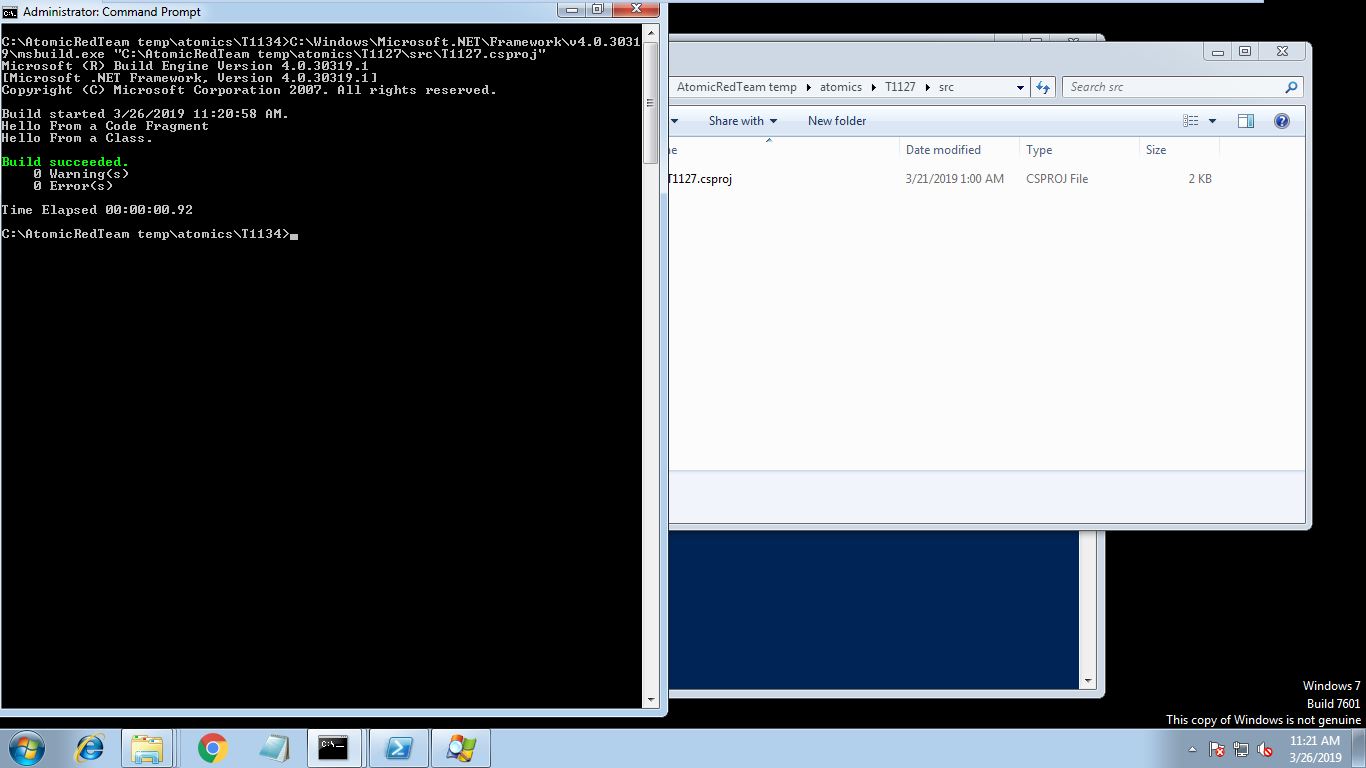 Administrator: Command Prompt
C:\AtomicRedTeam temp\atomics\T1134>C:\Windows\Microsoft.NET\Framework\v4.0.3031
9\msbuild.exe "C:\AtomicRedTeam temp\atomics\T1127\src\T1127.csproj"
Microsoft (R) Build Engine Version 4.0.30319.1
[Microsoft .NET Framework, Version 4.0.30319.1]
Copyright (C) Microsoft Corporation 2007. All rights reserved.
Build started 3/26/2019 11:20:58 AM.
Hello From a Code Fragment
Hello From a Class.
Build succeeded.
0 Warning(s)
0 Error(s)
Time Elapsed 00:00:00.92
C:\AtomicRedTeam temp\atomics\T1134>
AtomicRedTeam temp atomics T1127 src Search src
Share with New folder
Date modified Type Size
T1127.csproj 3/21/2019 1:00 AM CSPROJ File 2 KB
Windows 7
Build 7601
This copy of Windows is not genuine
11:21 AM
3/26/2019